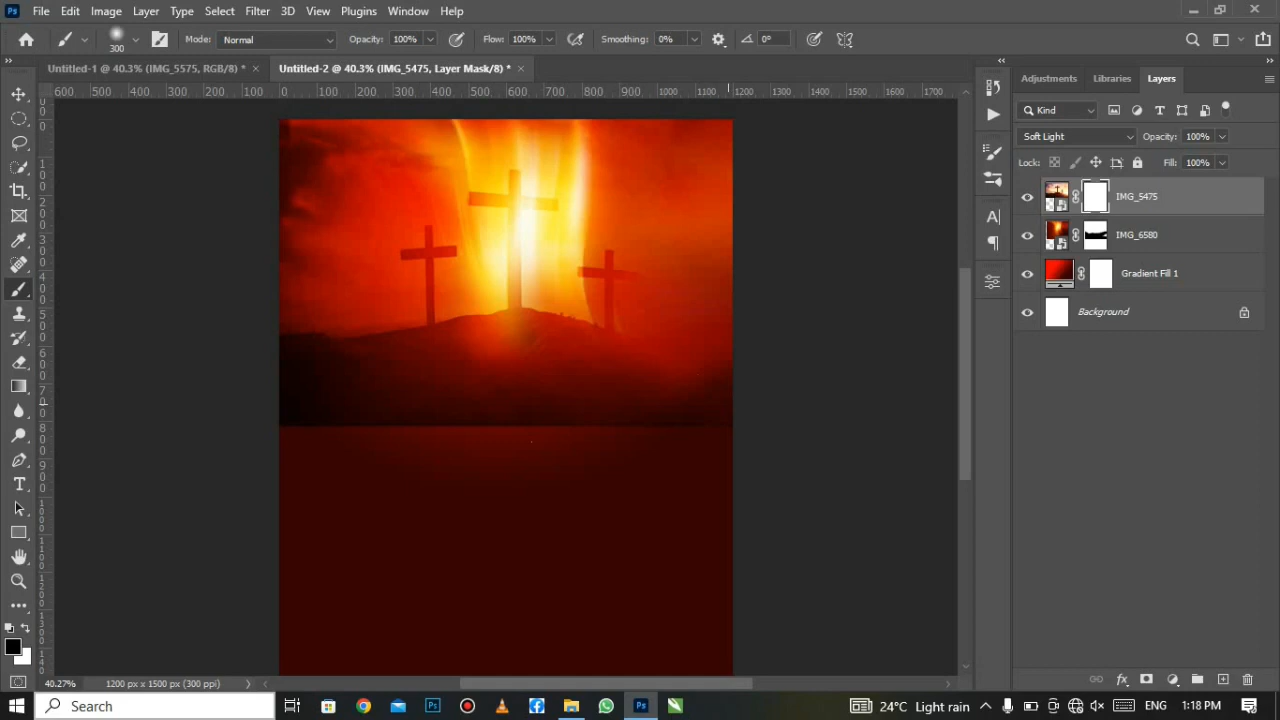 Ps File Edit Image Layer Type Select Filter 3D View Plugins Window Help
300 Mode: Normal Opacity: 100% Flow: 100% Smoothing: 0% 0°
Untitled-1 @ 40.3% (IMG_5575, RGB/8) * × Untitled-2 @ 40.3% (IMG_5475, Layer Mask/8) * ×
Adjustments Libraries Layers
600 500 400 300 200 100 0 100 200 300 400 500 600 700 800 900 1000 1100 1200 1300 1400 1500 1600 1700
Kind
Soft Light Opacity: 100%
Lock: Fill: 100%
IMG_5475
IMG_6580
Gradient Fill 1
Background
40.27% 1200 px x 1500 px (300 ppi)
Search Ps Ps 24°C Light rain 1:18 PM